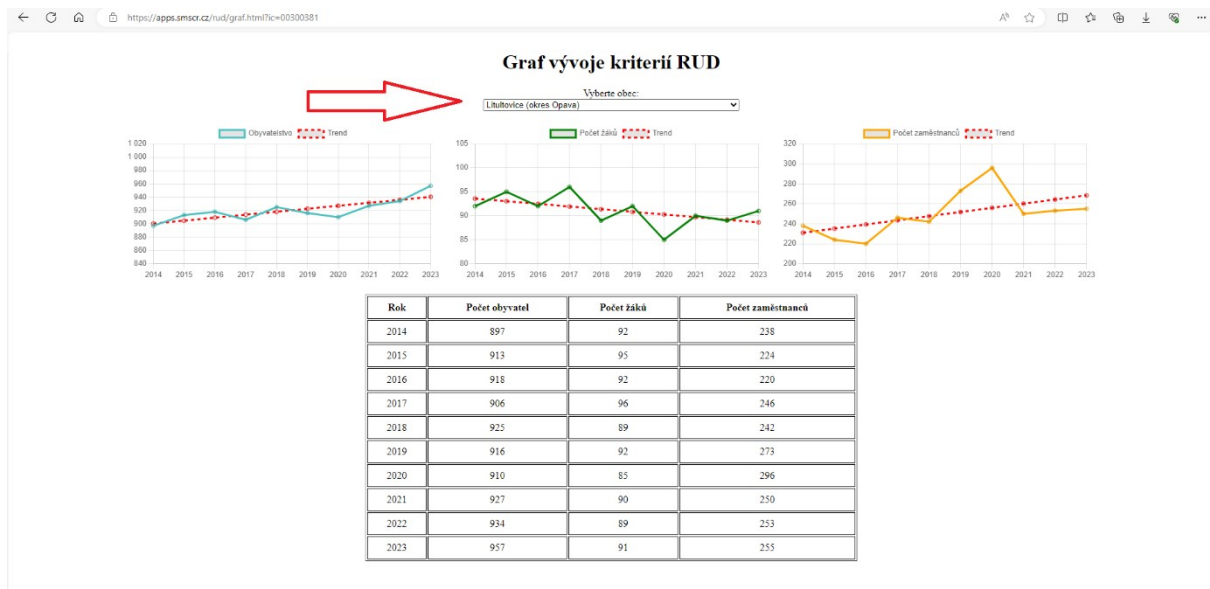 https://apps.smscr.cz/rud/graf.html?ic=00300381
Graf vývoje kriterií RUD
Vyberte obec:
Litultovice (okres Opava)
Obyvatelstvo Trend
1 020
1 000
980
960
940
920
900
880
860
840
2014 2015 2016 2017 2018 2019 2020 2021 2022 2023
Počet žáků Trend
105
100
95
90
85
80
2014 2015 2016 2017 2018 2019 2020 2021 2022 2023
Počet zaměstnanců Trend
320
300
280
260
240
220
200
2014 2015 2016 2017 2018 2019 2020 2021 2022 2023
Rok Počet obyvatel Počet žáků Počet zaměstnanců
2014 897 92 238
2015 913 95 224
2016 918 92 220
2017 906 96 246
2018 925 89 242
2019 916 92 273
2020 910 85 296
2021 927 90 250
2022 934 89 253
2023 957 91 255